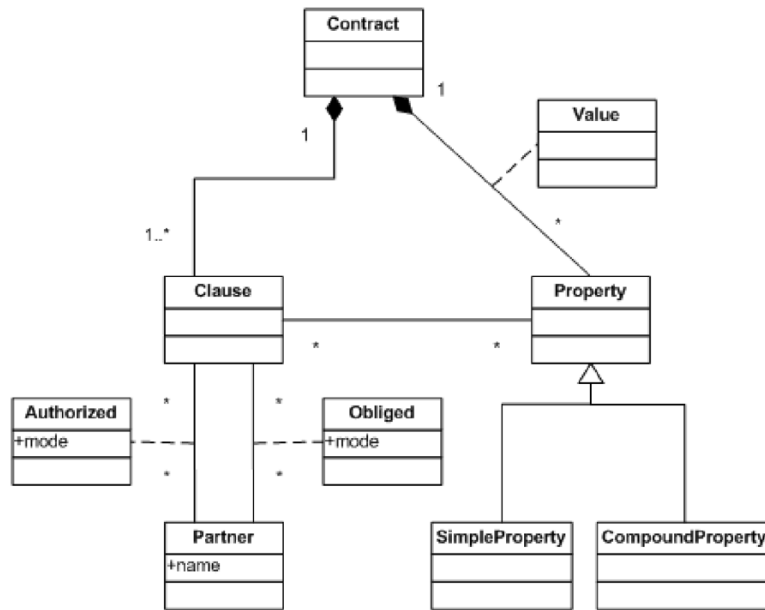 Contract
1
1
Value
*
1..*
Clause
Property
*
*
Authorized
+mode
*
*
Obliged
+mode
*
*
Partner
+name
SimpleProperty
CompoundProperty